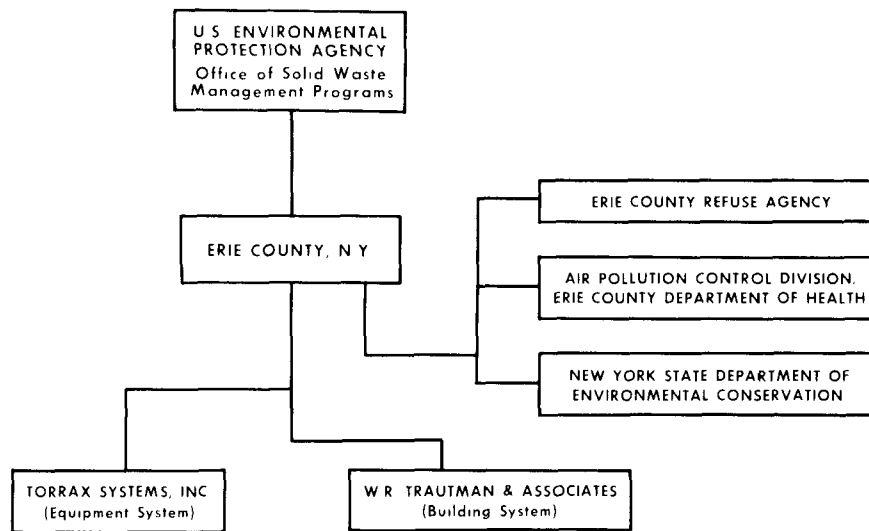 U S ENVIRONMENTAL
PROTECTION AGENCY
Office of Solid Waste
Management Programs
ERIE COUNTY, N Y
ERIE COUNTY REFUSE AGENCY
AIR POLLUTION CONTROL DIVISION.
ERIE COUNTY DEPARTMENT OF HEALTH
NEW YORK STATE DEPARTMENT OF
ENVIRONMENTAL CONSERVATION
TORRAX SYSTEMS, INC
(Equipment System)
W R TRAUTMAN & ASSOCIATES
(Building System)